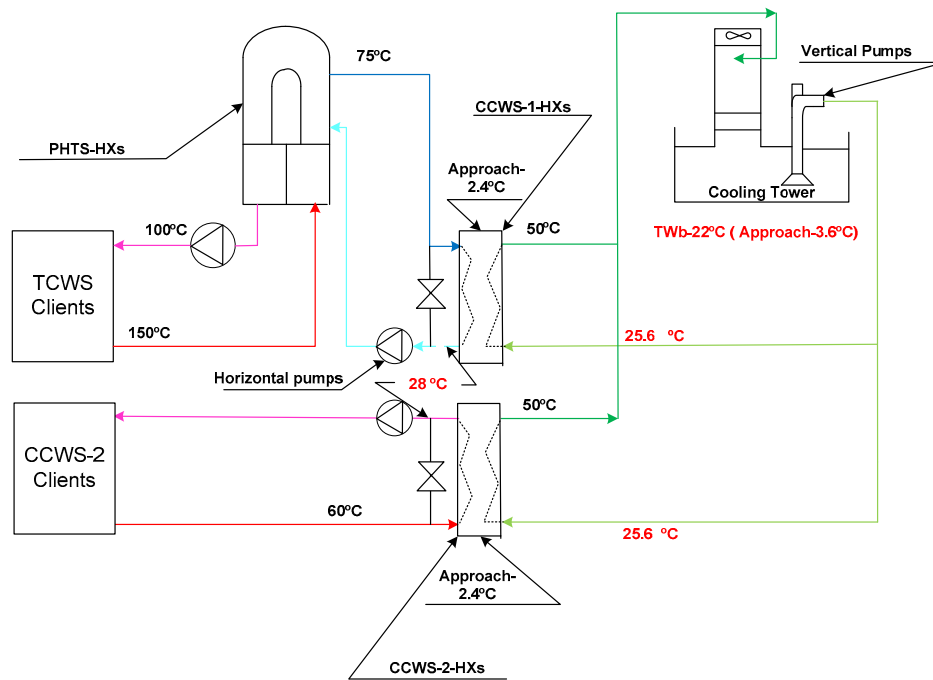 75ºC
Vertical Pumps
CCWS-1-HXs
PHTS-HXs
Approach-
2.4ºC
Cooling Tower
50ºC
100ºC
TWb-22ºC ( Approach-3.6ºC)
TCWS
Clients
150ºC
25.6 ºC
Horizontal pumps
28 ºC
50ºC
CCWS-2
Clients
60ºC
25.6 ºC
Approach-
2.4ºC
CCWS-2-HXs